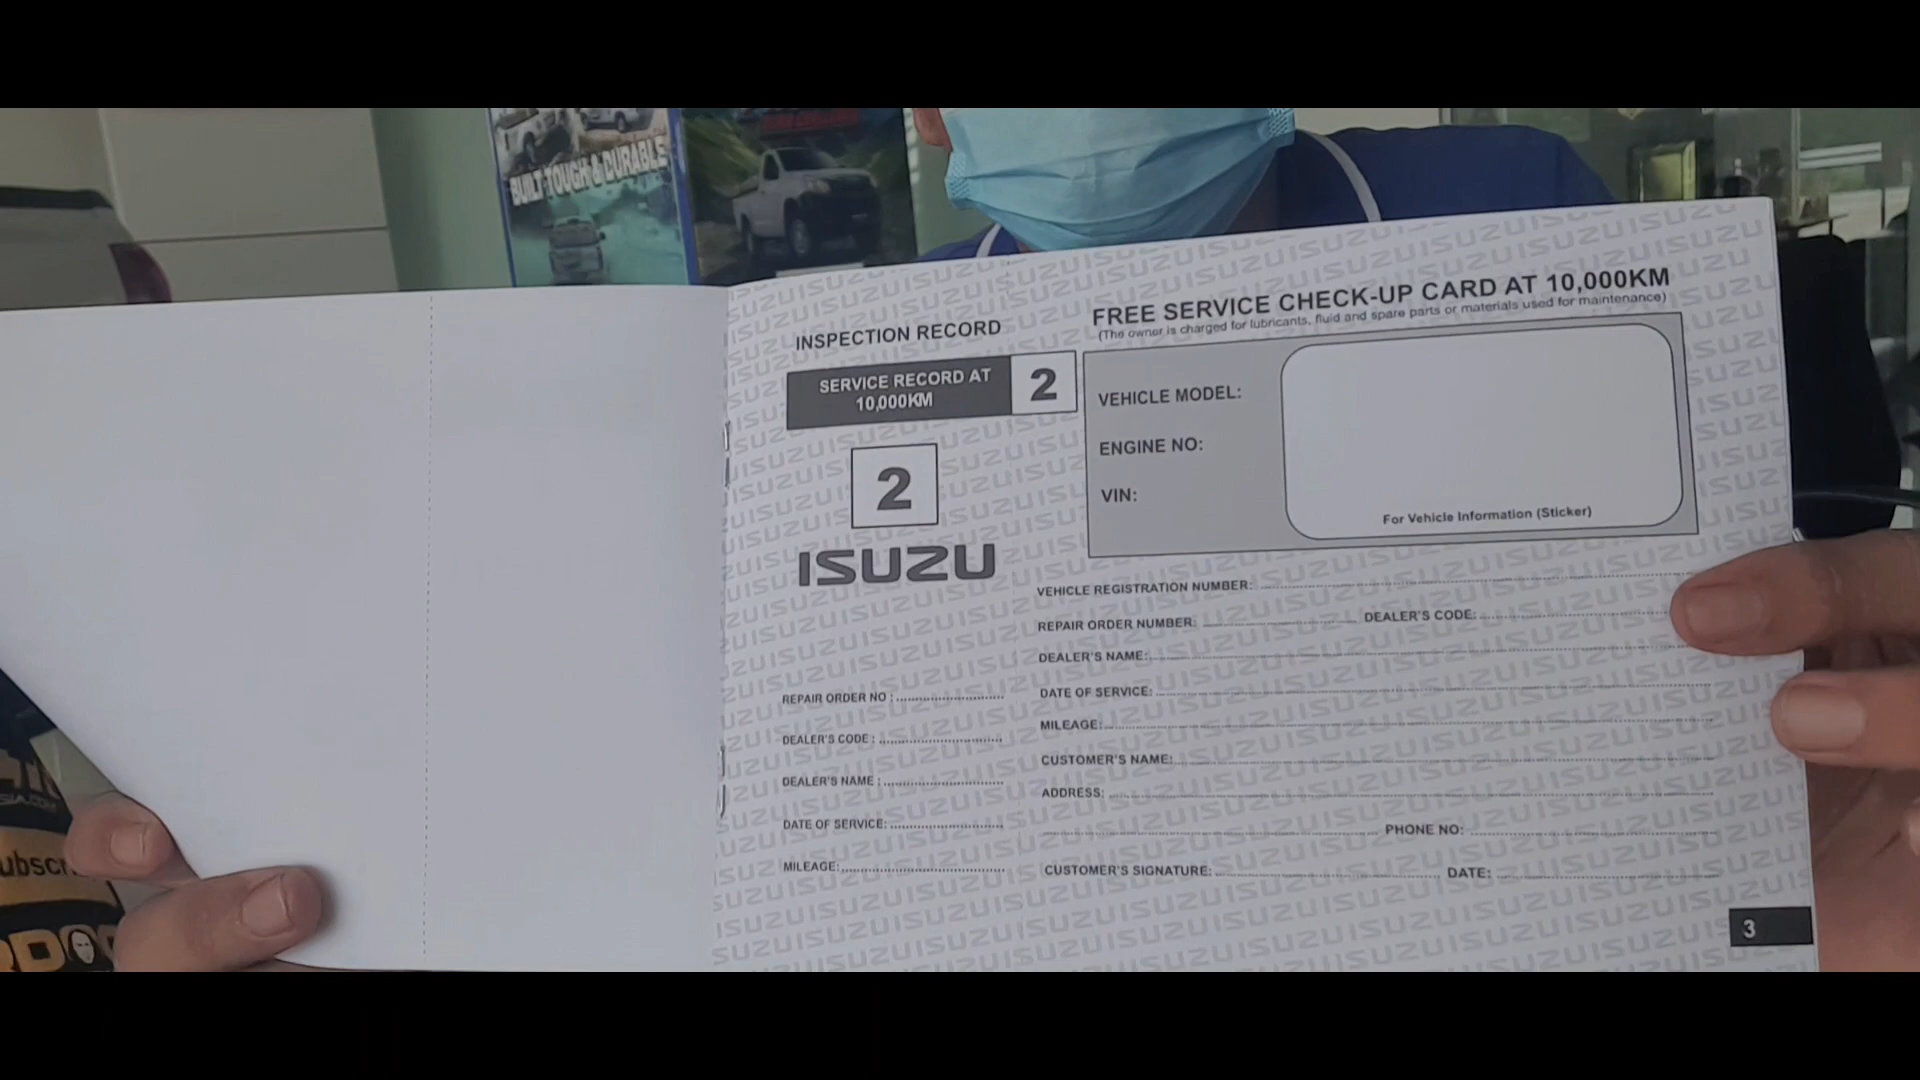 BUILT TOUGH & DURABLE
INSPECTION RECORD
SERVICE RECORD AT
10,000KM
2
2
ISUZU
REPAIR ORDER NO :
DEALER'S CODE :
DEALER'S NAME :
DATE OF SERVICE:
MILEAGE:
FREE SERVICE CHECK-UP CARD AT 10,000KM
(The owner is charged for lubricants, fluid and spare parts or materials used for maintenance)
VEHICLE MODEL:
ENGINE NO:
VIN:
For Vehicle Information (Sticker)
VEHICLE REGISTRATION NUMBER:
REPAIR ORDER NUMBER: DEALER'S CODE:
DEALER'S NAME:
DATE OF SERVICE:
MILEAGE:
CUSTOMER'S NAME:
ADDRESS:
PHONE NO:
CUSTOMER'S SIGNATURE: DATE:
3